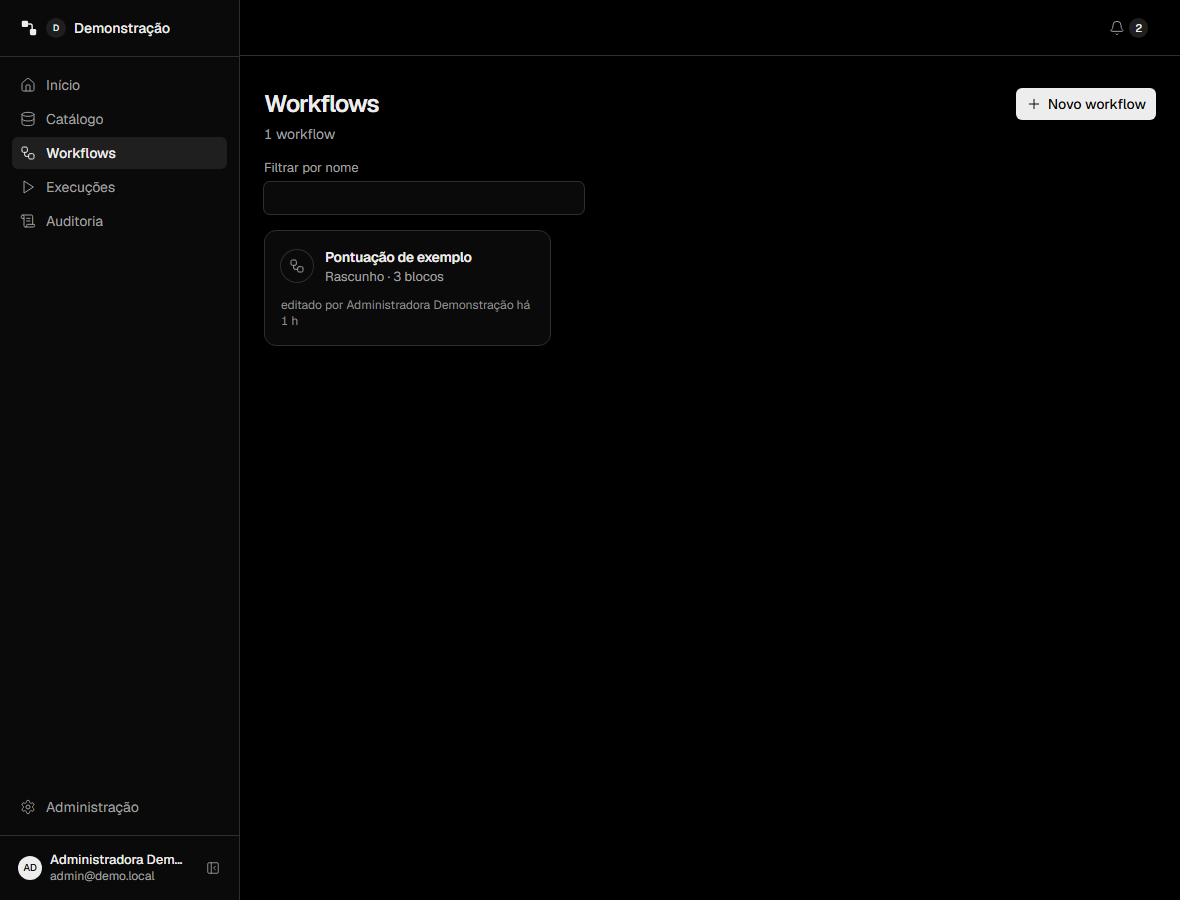 D Demonstração
2
Início
Catálogo
Workflows
Execuções
Auditoria
Workflows
Novo workflow
1 workflow
Filtrar por nome
Pontuação de exemplo
Rascunho · 3 blocos
editado por Administradora Demonstração há
1 h
Administração
AD
Administradora Dem...
admin@demo.local